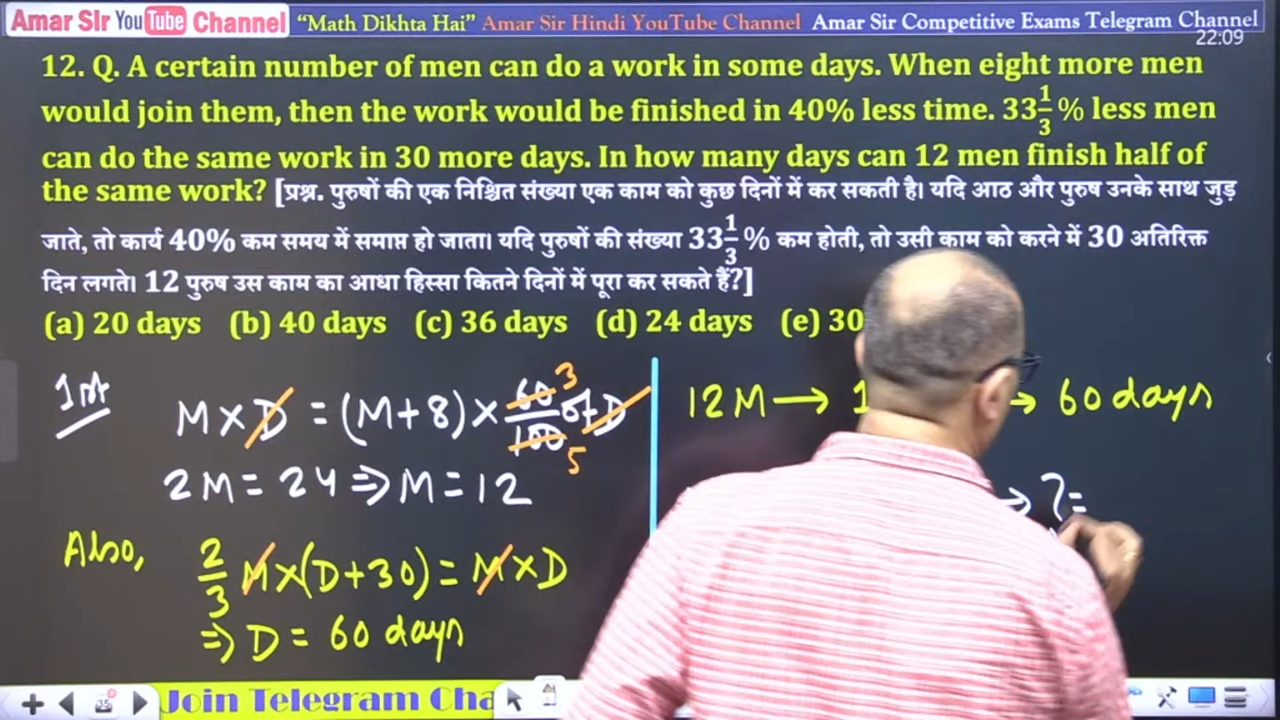 Amar Sir YouTube Channel "Math Dikhta Hai" Amar Sir Hindi YouTube Channel Amar Sir Competitive Exams Telegram Channel
22:09
12. Q. A certain number of men can do a work in some days. When eight more men
would join them, then the work would be finished in 40% less time. 33 1/3 % less men
can do the same work in 30 more days. In how many days can 12 men finish half of
the same work? [प्रश्न. पुरुषों की एक निश्चित संख्या एक काम को कुछ दिनों में कर सकती है। यदि आठ और पुरुष उनके साथ जुड़
जाते, तो कार्य 40% कम समय में समाप्त हो जाता। यदि पुरुषों की संख्या 33 1/3 % कम होती, तो उसी काम को करने में 30 अतिरिक्त
दिन लगते। 12 पुरुष उस काम का आधा हिस्सा कितने दिनों में पूरा कर सकते हैं?]
(a) 20 days (b) 40 days (c) 36 days (d) 24 days (e) 30
1st
M × D = (M+8) × 60/100 of D
3
5
2M = 24 ⇒ M = 12
Also,
2/3 M × (D+30) = M × D
⇒ D = 60 days
12M → 1 → 60 days
→ ? =
Join Telegram Cha